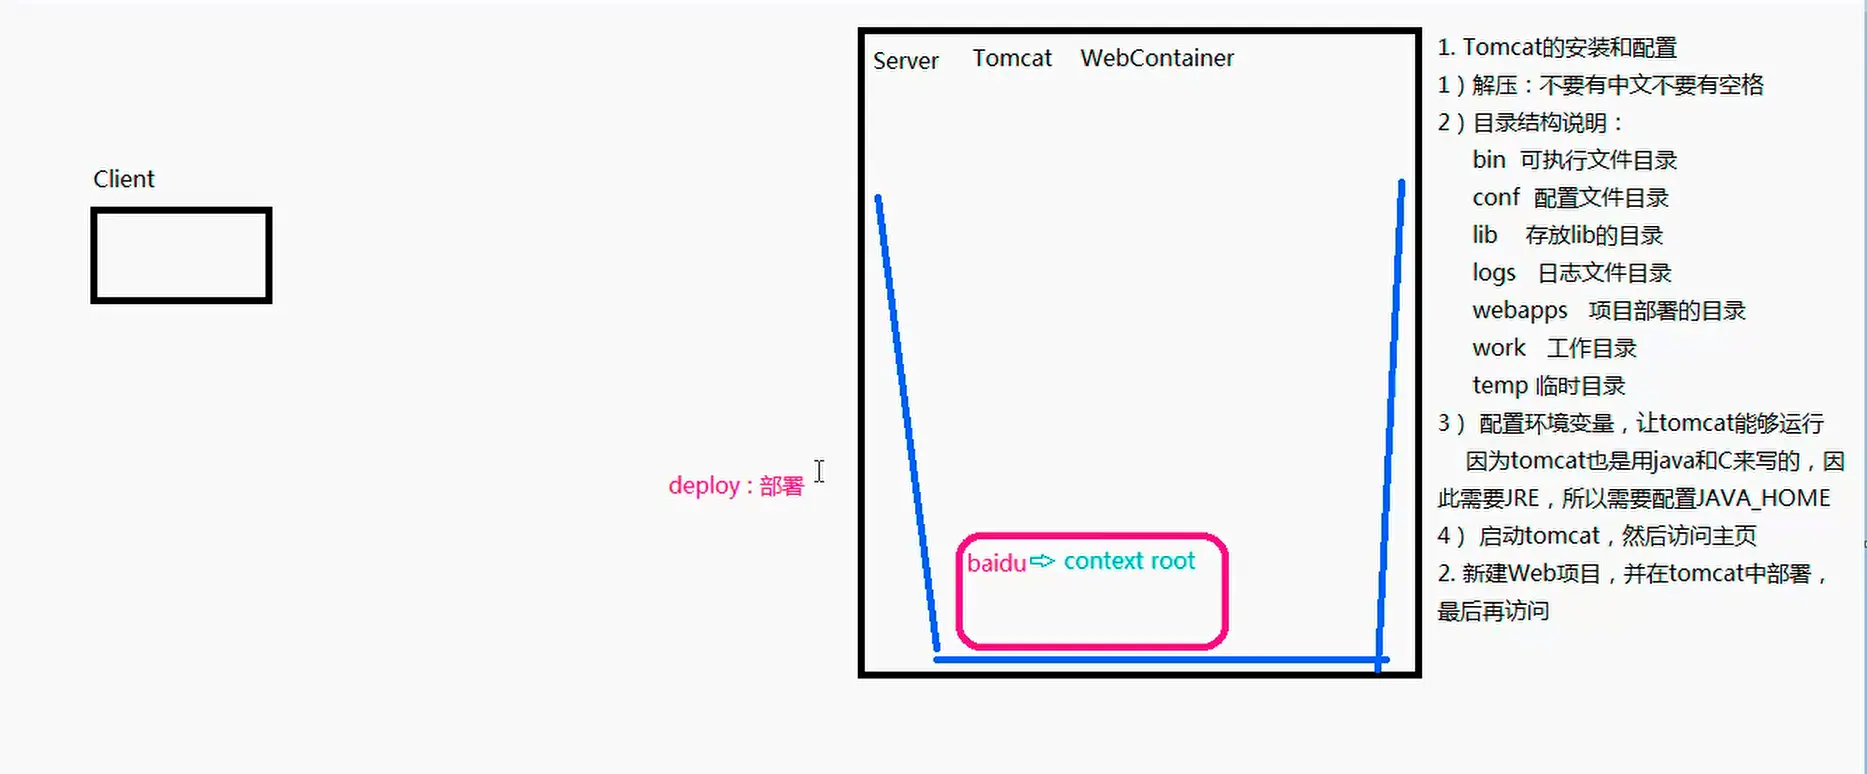 Client
deploy：部署
Server Tomcat WebContainer
baidu⇨ context root
1. Tomcat的安装和配置
1）解压：不要有中文不要有空格
2）目录结构说明：
bin 可执行文件目录
conf 配置文件目录
lib 存放lib的目录
logs 日志文件目录
webapps 项目部署的目录
work 工作目录
temp 临时目录
3） 配置环境变量，让tomcat能够运行
因为tomcat也是用java和C来写的，因
此需要JRE，所以需要配置JAVA_HOME
4） 启动tomcat，然后访问主页
2. 新建Web项目，并在tomcat中部署，
最后再访问